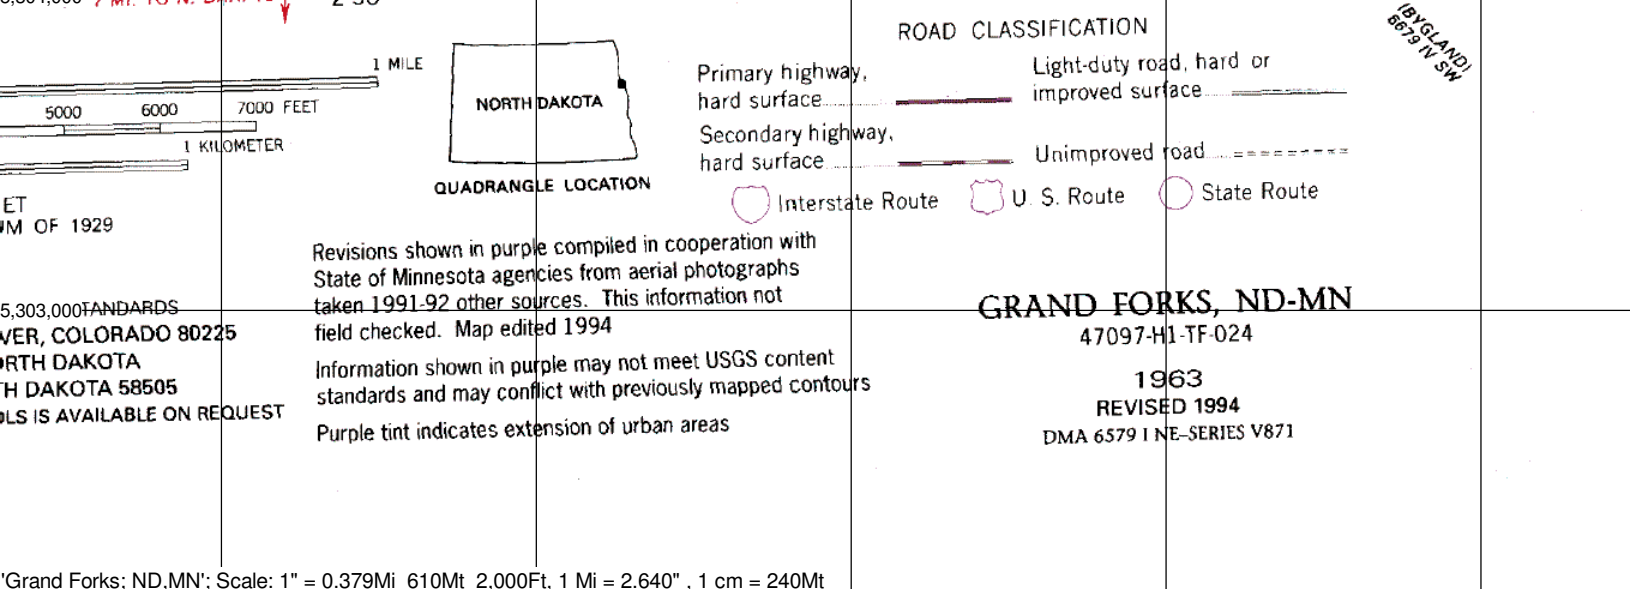 ROAD CLASSIFICATION
(BYGLAND)
6679 IV SW
1 MILE
5000 6000 7000 FEET
1 KILOMETER
NORTH DAKOTA
QUADRANGLE LOCATION
Primary highway,
hard surface
Light-duty road, hard or
improved surface
Secondary highway,
hard surface
Unimproved road
Interstate Route
U. S. Route
State Route
ET
UM OF 1929
Revisions shown in purple compiled in cooperation with
State of Minnesota agencies from aerial photographs
taken 1991-92 other sources. This information not
field checked. Map edited 1994
Information shown in purple may not meet USGS content
standards and may conflict with previously mapped contours
Purple tint indicates extension of urban areas
5,303,000TANDARDS
VER, COLORADO 80225
ORTH DAKOTA
TH DAKOTA 58505
OLS IS AVAILABLE ON REQUEST
GRAND FORKS, ND-MN
47097-H1-TF-024
1963
REVISED 1994
DMA 6579 I NE-SERIES V871
'Grand Forks; ND,MN'; Scale: 1" = 0.379Mi 610Mt 2,000Ft, 1 Mi = 2.640" , 1 cm = 240Mt